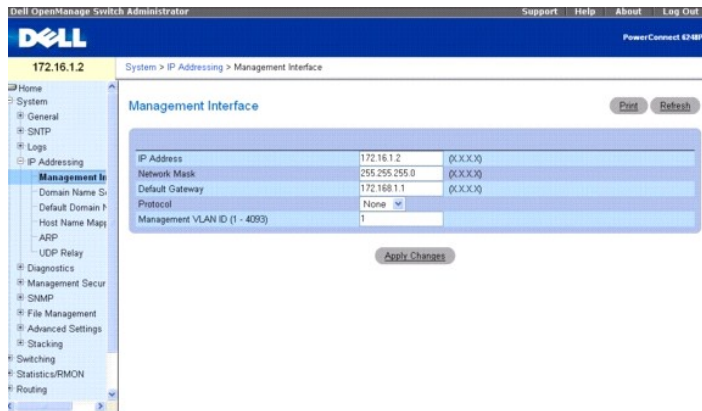 Dell OpenManage Switch Administrator
Support Help About Log Out
DELL
PowerConnect 6248P
172.16.1.2
System > IP Addressing > Management Interface
Home
System
General
SNTP
Logs
IP Addressing
Management In
Domain Name Se
Default Domain N
Host Name Mapp
ARP
UDP Relay
Diagnostics
Management Secur
SNMP
File Management
Advanced Settings
Stacking
Switching
Statistics/RMON
Routing
Management Interface
Print Refresh
IP Address 172.16.1.2 (X.X.X.X)
Network Mask 255.255.255.0 (X.X.X.X)
Default Gateway 172.168.1.1 (X.X.X.X)
Protocol None
Management VLAN ID (1 - 4093) 1
Apply Changes